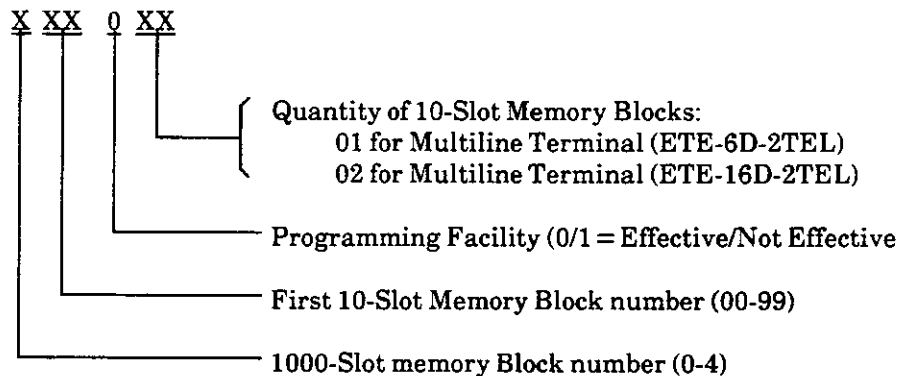 X XX 0 XX
Quantity of 10-Slot Memory Blocks:
01 for Multiline Terminal (ETE-6D-2TEL)
02 for Multiline Terminal (ETE-16D-2TEL)
Programming Facility (0/1 = Effective/Not Effective
First 10-Slot Memory Block number (00-99)
1000-Slot memory Block number (0-4)